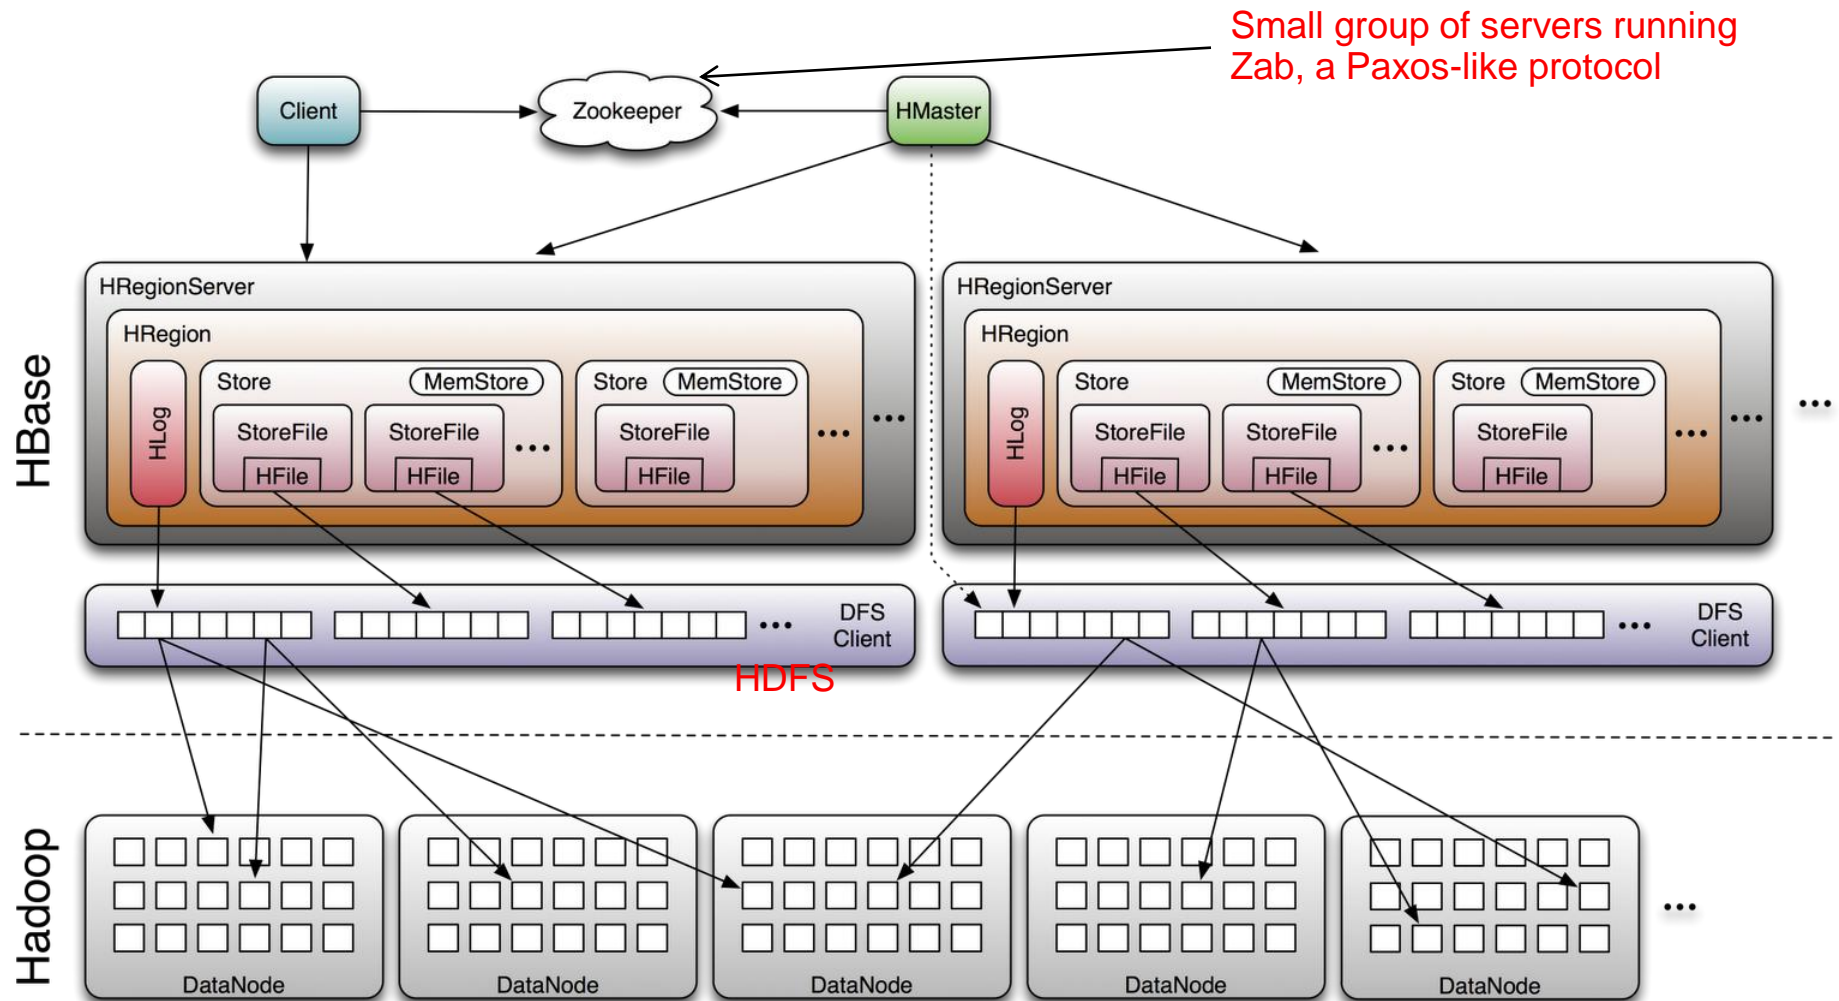 Small group of servers running
Zab, a Paxos-like protocol
Client
Zookeeper
HMaster
HBase
HRegionServer
HRegion
HLog
Store
MemStore
StoreFile
HFile
StoreFile
HFile
...
Store
MemStore
StoreFile
HFile
...
...
HRegionServer
HRegion
HLog
Store
MemStore
StoreFile
HFile
StoreFile
HFile
...
Store
MemStore
StoreFile
HFile
...
...
...
...
DFS
Client
...
DFS
Client
HDFS
Hadoop
DataNode
DataNode
DataNode
DataNode
DataNode
...